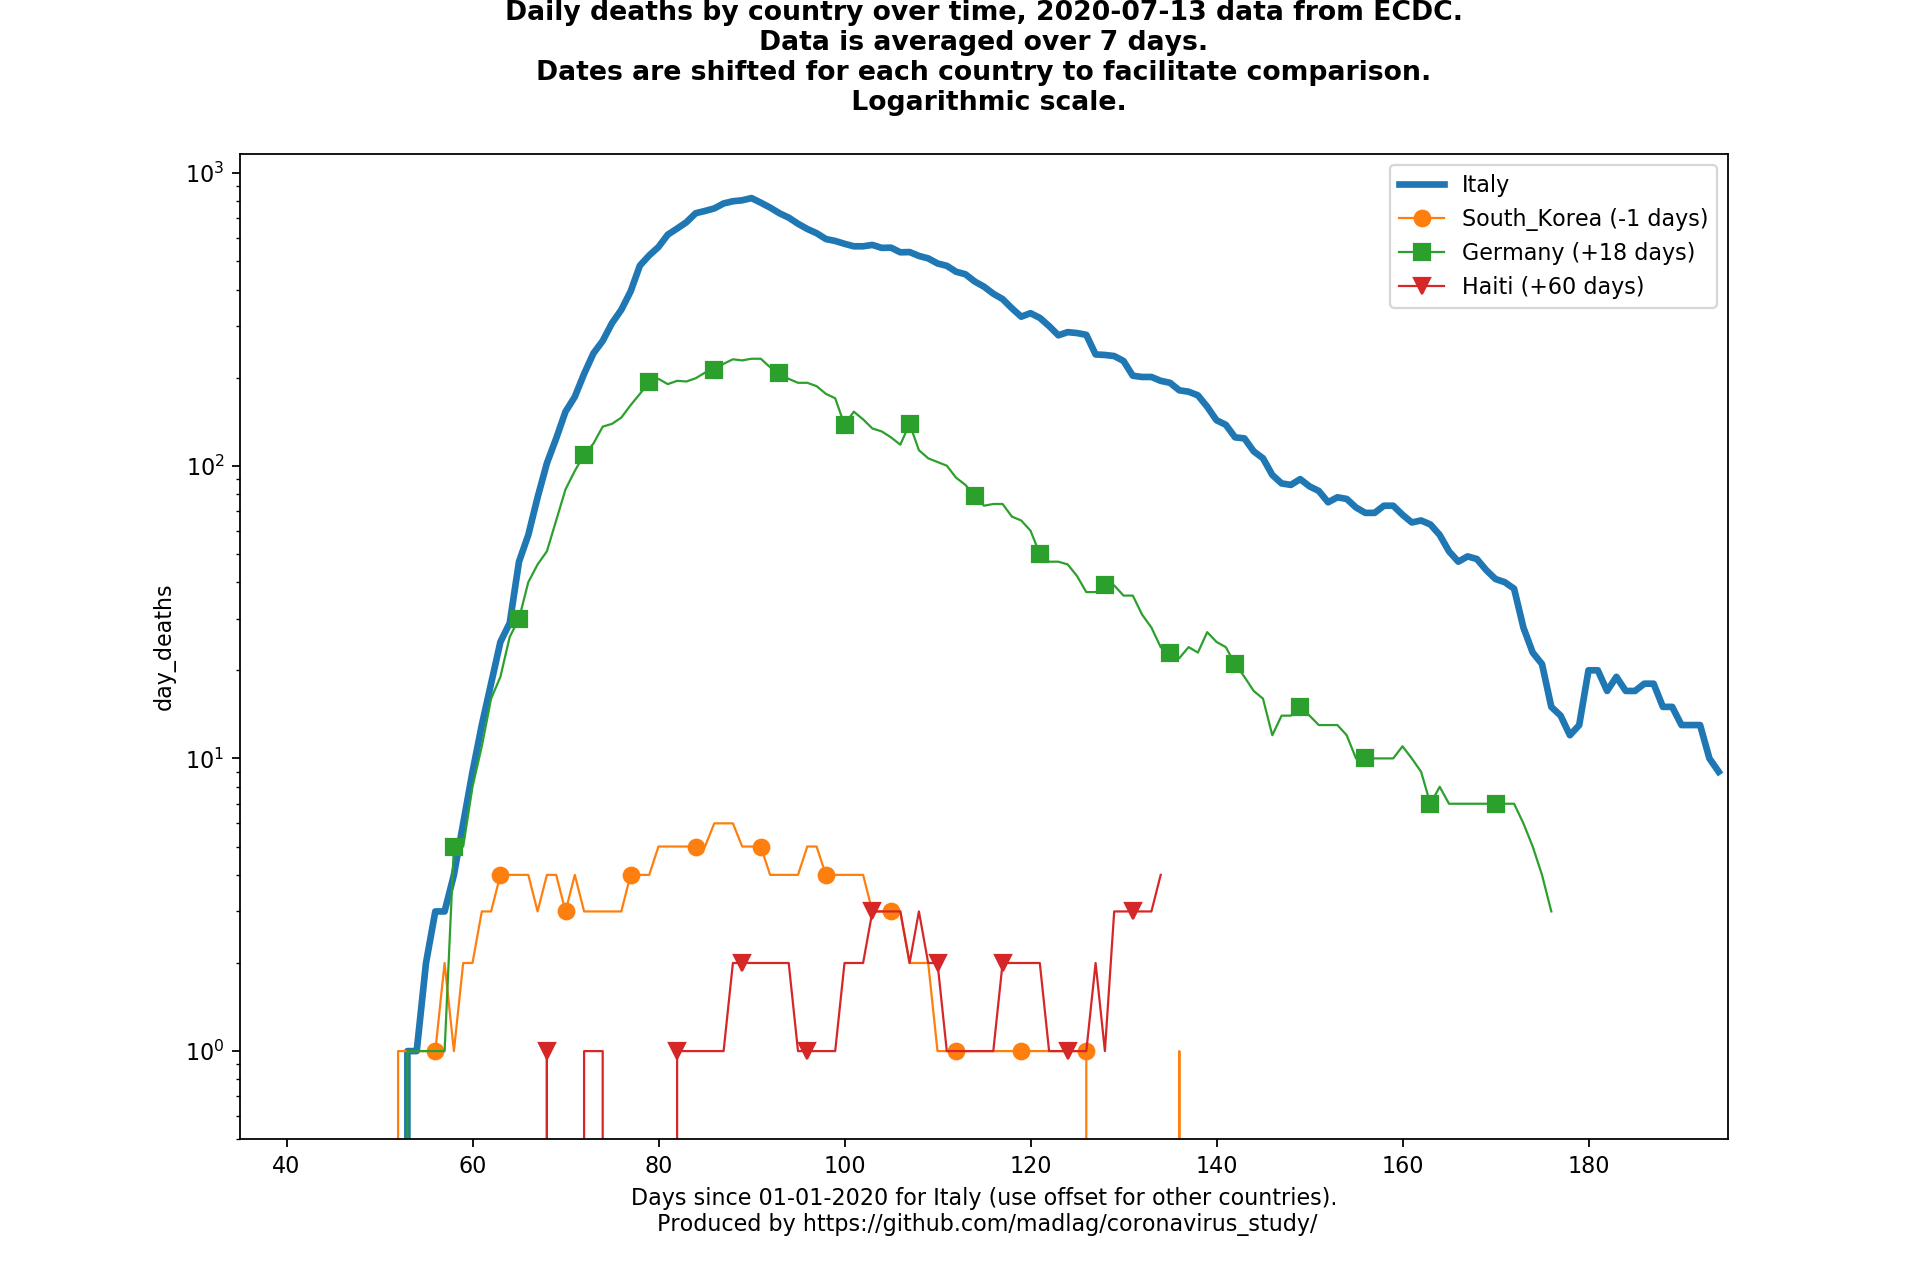 Daily deaths by country over time, 2020-07-13 data from ECDC.
Data is averaged over 7 days.
Dates are shifted for each country to facilitate comparison.
Logarithmic scale.
10³
10²
10¹
10⁰
day_deaths
Italy
South_Korea (-1 days)
Germany (+18 days)
Haiti (+60 days)
40 60 80 100 120 140 160 180
Days since 01-01-2020 for Italy (use offset for other countries).
Produced by https://github.com/madlag/coronavirus_study/